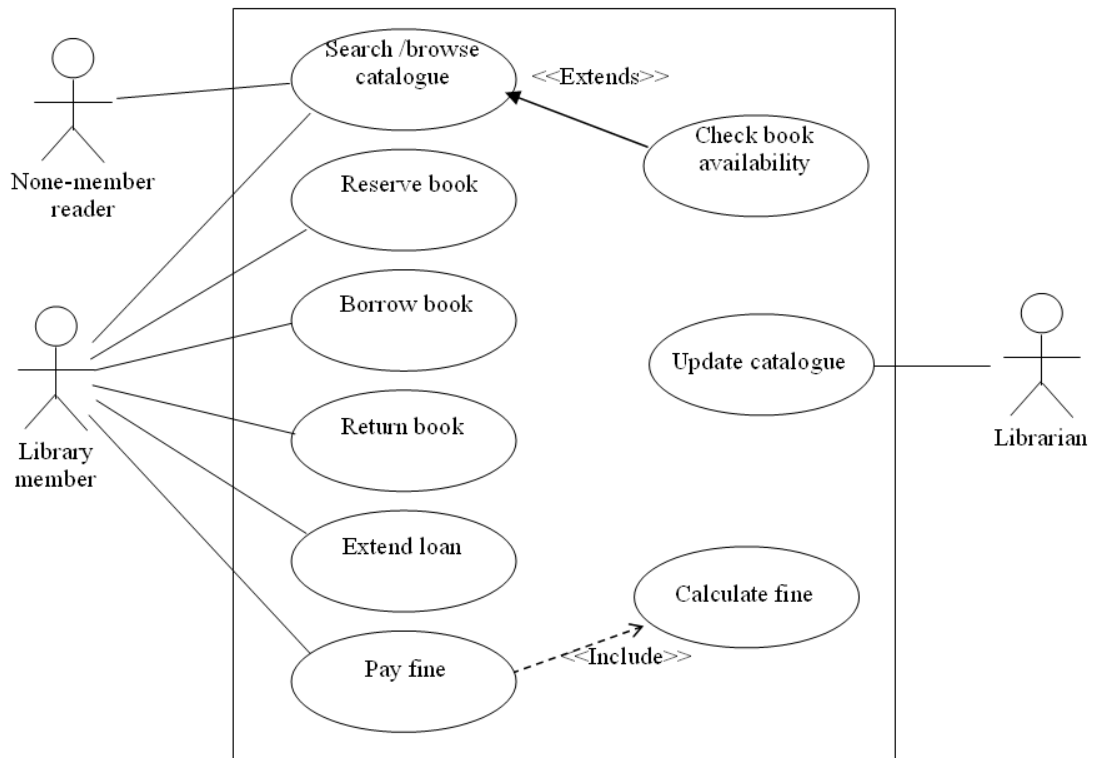 Search /browse
catalogue
<<Extends>>
Check book
availability
None-member
reader
Reserve book
Borrow book
Update catalogue
Library
member
Return book
Librarian
Extend loan
Calculate fine
Pay fine
<<Include>>